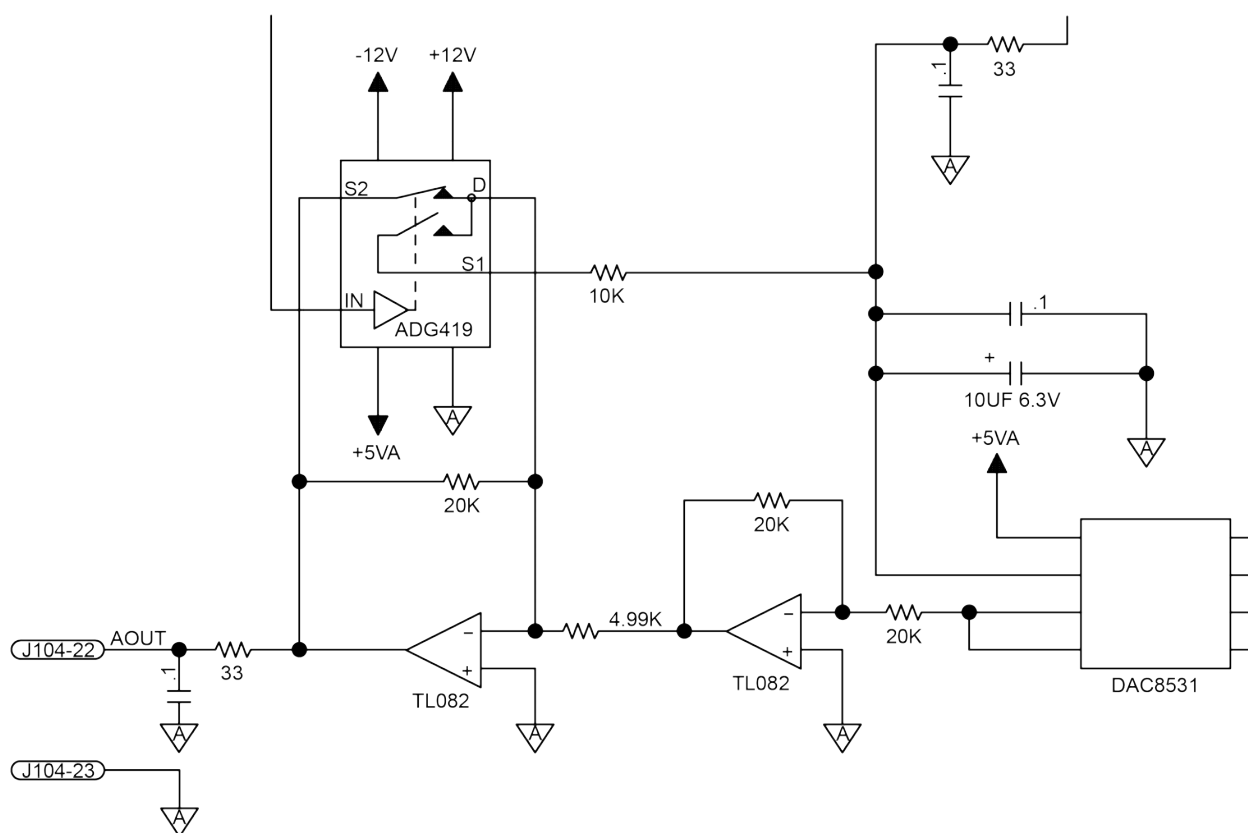 .1
33
-12V +12V
S2 D
S1
10K
IN
ADG419
.1
+
10UF 6.3V
A
+5VA
+5VA
A
A
20K
20K
4.99K
−
+
TL082
−
+
TL082
20K
DAC8531
J104-22 AOUT
33
.1
A
A
A
J104-23
A